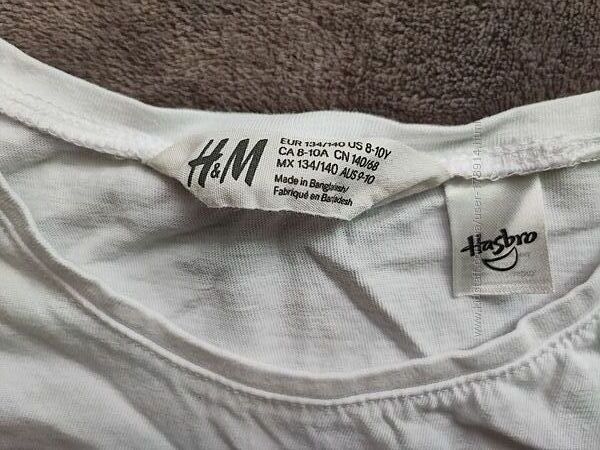 H&M
EUR 134/140 US 8-10Y
CA 8-10A CN 140/68
MX 134/140 AUS 9-10
Made in Bangladesh/
Fabriqué en Bangladesh
Hasbro